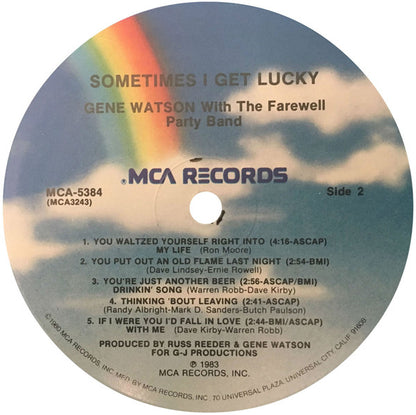 SOMETIMES I GET LUCKY
GENE WATSON With The Farewell
Party Band
MCA RECORDS
MCA-5384
(MCA3243)
Side 2
1. YOU WALTZED YOURSELF RIGHT INTO (4:16-ASCAP)
MY LIFE (Ron Moore)
2. YOU PUT OUT AN OLD FLAME LAST NIGHT (2:54-BMI)
(Dave Lindsey-Ernie Rowell)
3. YOU'RE JUST ANOTHER BEER (2:56-ASCAP/BMI)
DRINKIN' SONG (Warren Robb-Dave Kirby)
4. THINKING 'BOUT LEAVING (2:41-ASCAP)
(Randy Albright-Mark D. Sanders-Butch Paulson)
5. IF I WERE YOU I'D FALL IN LOVE (2:44-BMI/ASCAP)
WITH ME (Dave Kirby-Warren Robb)
PRODUCED BY RUSS REEDER & GENE WATSON
FOR G-J PRODUCTIONS
℗ 1983
MCA RECORDS, INC.
©1980 MCA RECORDS, INC. MFD. BY MCA RECORDS, INC. 70 UNIVERSAL PLAZA, UNIVERSAL CITY, CALIF. 91608